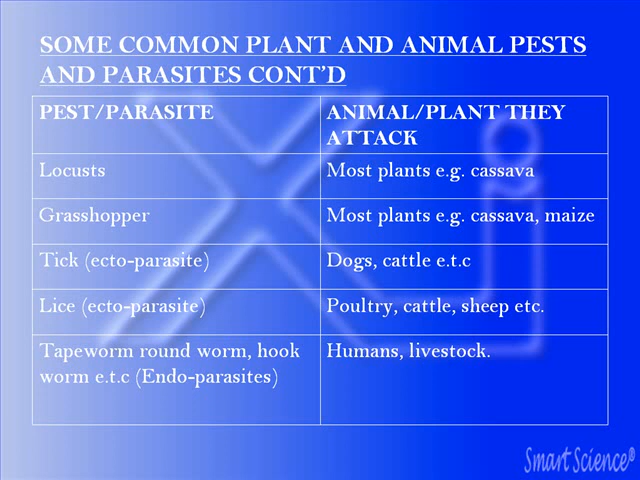 SOME COMMON PLANT AND ANIMAL PESTS
AND PARASITES CONT’D
PEST/PARASITE
ANIMAL/PLANT THEY
ATTACK
Locusts
Most plants e.g. cassava
Grasshopper
Most plants e.g. cassava, maize
Tick (ecto-parasite)
Dogs, cattle e.t.c
Lice (ecto-parasite)
Poultry, cattle, sheep etc.
Tapeworm round worm, hook
worm e.t.c (Endo-parasites)
Humans, livestock.
Smart Science®